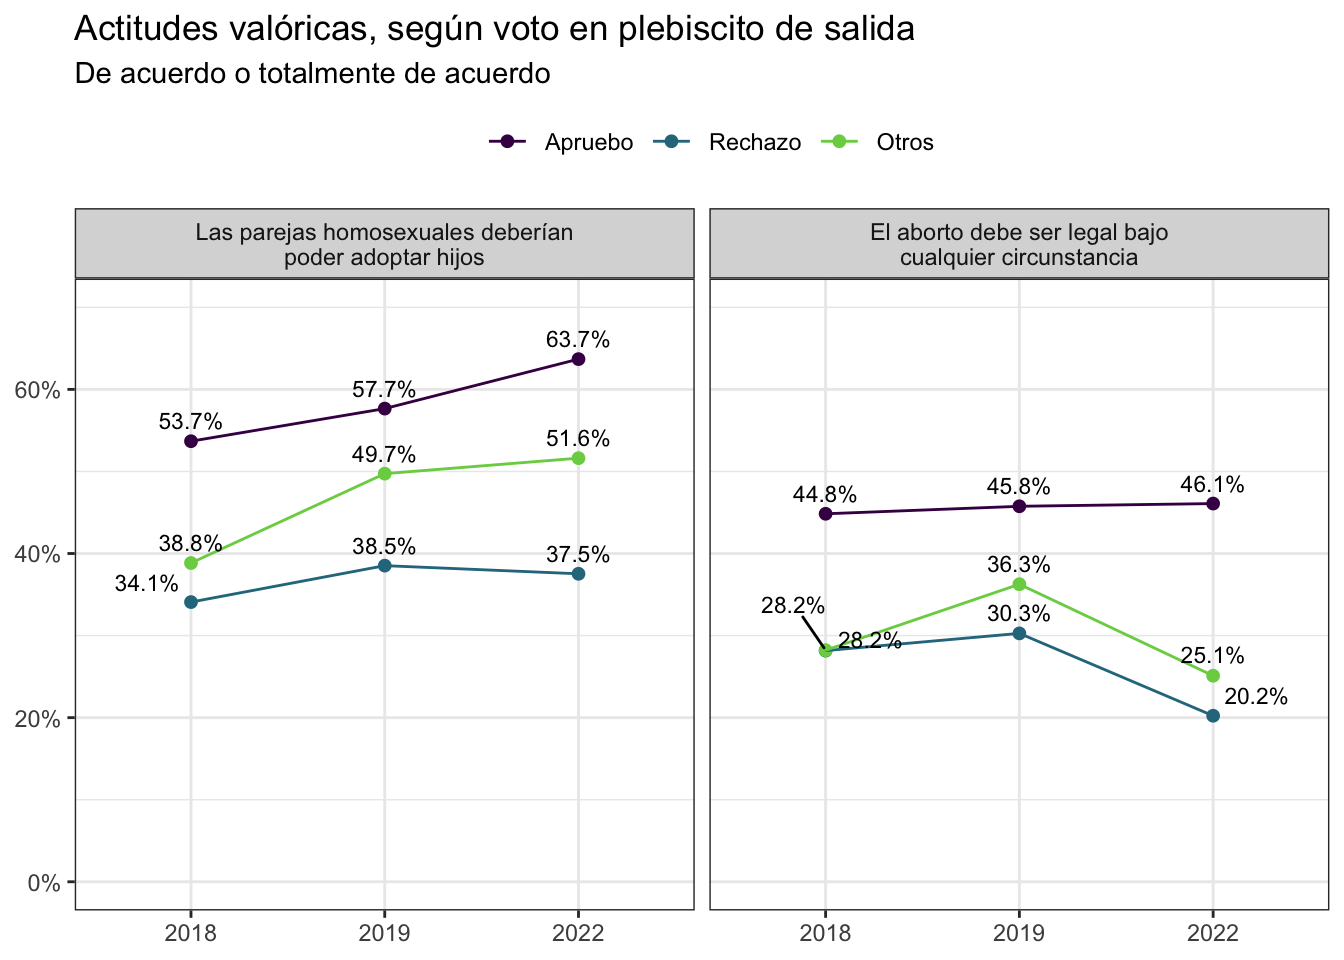 Actitudes valóricas, según voto en plebiscito de salida
De acuerdo o totalmente de acuerdo
Apruebo Rechazo Otros
Las parejas homosexuales deberían
poder adoptar hijos
63.7%
57.7%
53.7%
51.6%
49.7%
38.8%
38.5%
37.5%
34.1%
El aborto debe ser legal bajo
cualquier circunstancia
44.8%
45.8%
46.1%
36.3%
28.2%
30.3%
28.2%
25.1%
20.2%
60%
40%
20%
0%
2018 2019 2022
2018 2019 2022